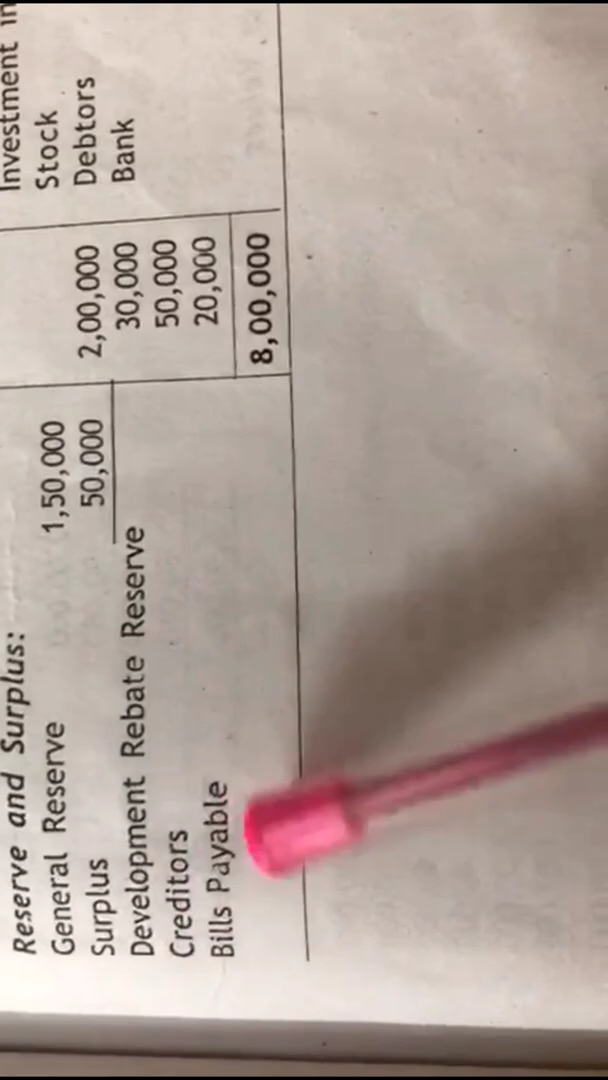 Reserve and Surplus:
General Reserve 1,50,000
Surplus 50,000 2,00,000
Development Rebate Reserve 30,000
Creditors 50,000
Bills Payable 20,000
8,00,000
Investment in
Stock
Debtors
Bank